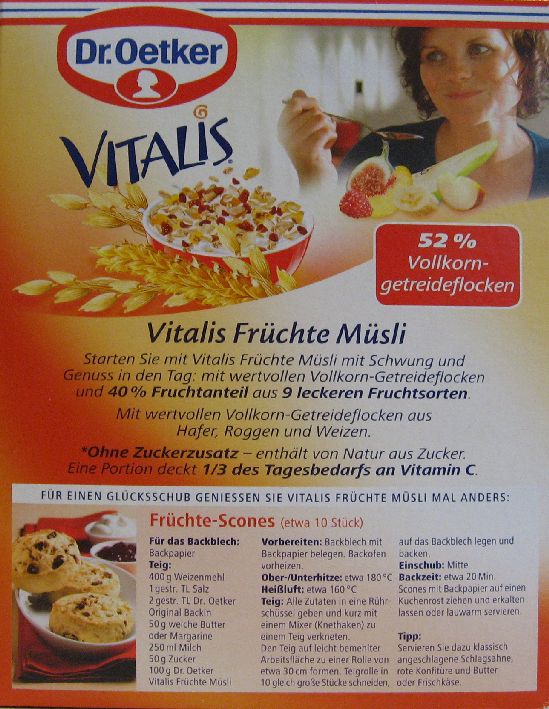 Dr.Oetker
VITALIS
52 %
Vollkorn-
getreideflocken
Vitalis Früchte Müsli
Starten Sie mit Vitalis Früchte Müsli mit Schwung und
Genuss in den Tag: mit wertvollen Vollkorn-Getreideflocken
und 40 % Fruchtanteil aus 9 leckeren Fruchtsorten.
Mit wertvollen Vollkorn-Getreideflocken aus
Hafer, Roggen und Weizen.
*Ohne Zuckerzusatz – enthält von Natur aus Zucker.
Eine Portion deckt 1/3 des Tagesbedarfs an Vitamin C.
FÜR EINEN GLÜCKSSCHUB GENIESSEN SIE VITALIS FRÜCHTE MÜSLI MAL ANDERS:
Früchte-Scones (etwa 10 Stück)
Für das Backblech:
Backpapier
Teig:
400 g Weizenmehl
1 gestr. TL Salz
2 gestr. TL Dr. Oetker
Original Backin
50 g weiche Butter
oder Margarine
250 ml Milch
50 g Zucker
100 g Dr. Oetker
Vitalis Früchte Müsli
Vorbereiten: Backblech mit
Backpapier belegen. Backofen
vorheizen.
Ober-/Unterhitze: etwa 180 °C
Heißluft: etwa 160 °C
Teig: Alle Zutaten in eine Rühr-
schüssel geben und kurz mit
einem Mixer (Knethaken) zu
einem Teig verkneten.
Den Teig auf leicht bemehlter
Arbeitsfläche zu einer Rolle von
etwa 30 cm formen. Teigrolle in
10 gleich große Stücke schneiden,
auf das Backblech legen und
backen.
Einschub: Mitte
Backzeit: etwa 20 Min.
Scones mit Backpapier auf einen
Kuchenrost ziehen und erkalten
lassen oder lauwarm servieren.
Tipp:
Servieren Sie dazu klassisch
angeschlagene Schlagsahne,
rote Konfitüre und Butter
oder Frischkäse.